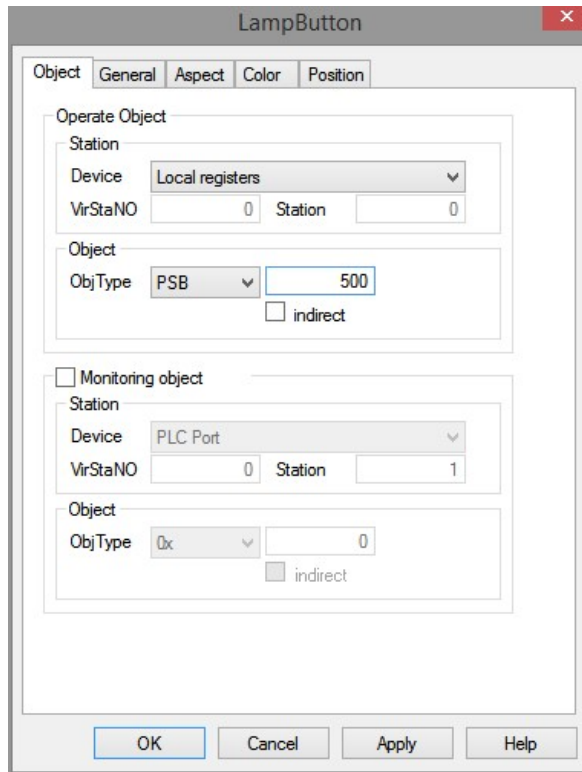 LampButton
Object General Aspect Color Position
Operate Object
Station
Device Local registers
VirStaNO 0 Station 0
Object
ObjType PSB 500
indirect
Monitoring object
Station
Device PLC Port
VirStaNO 0 Station 1
Object
ObjType 0x 0
indirect
OK Cancel Apply Help